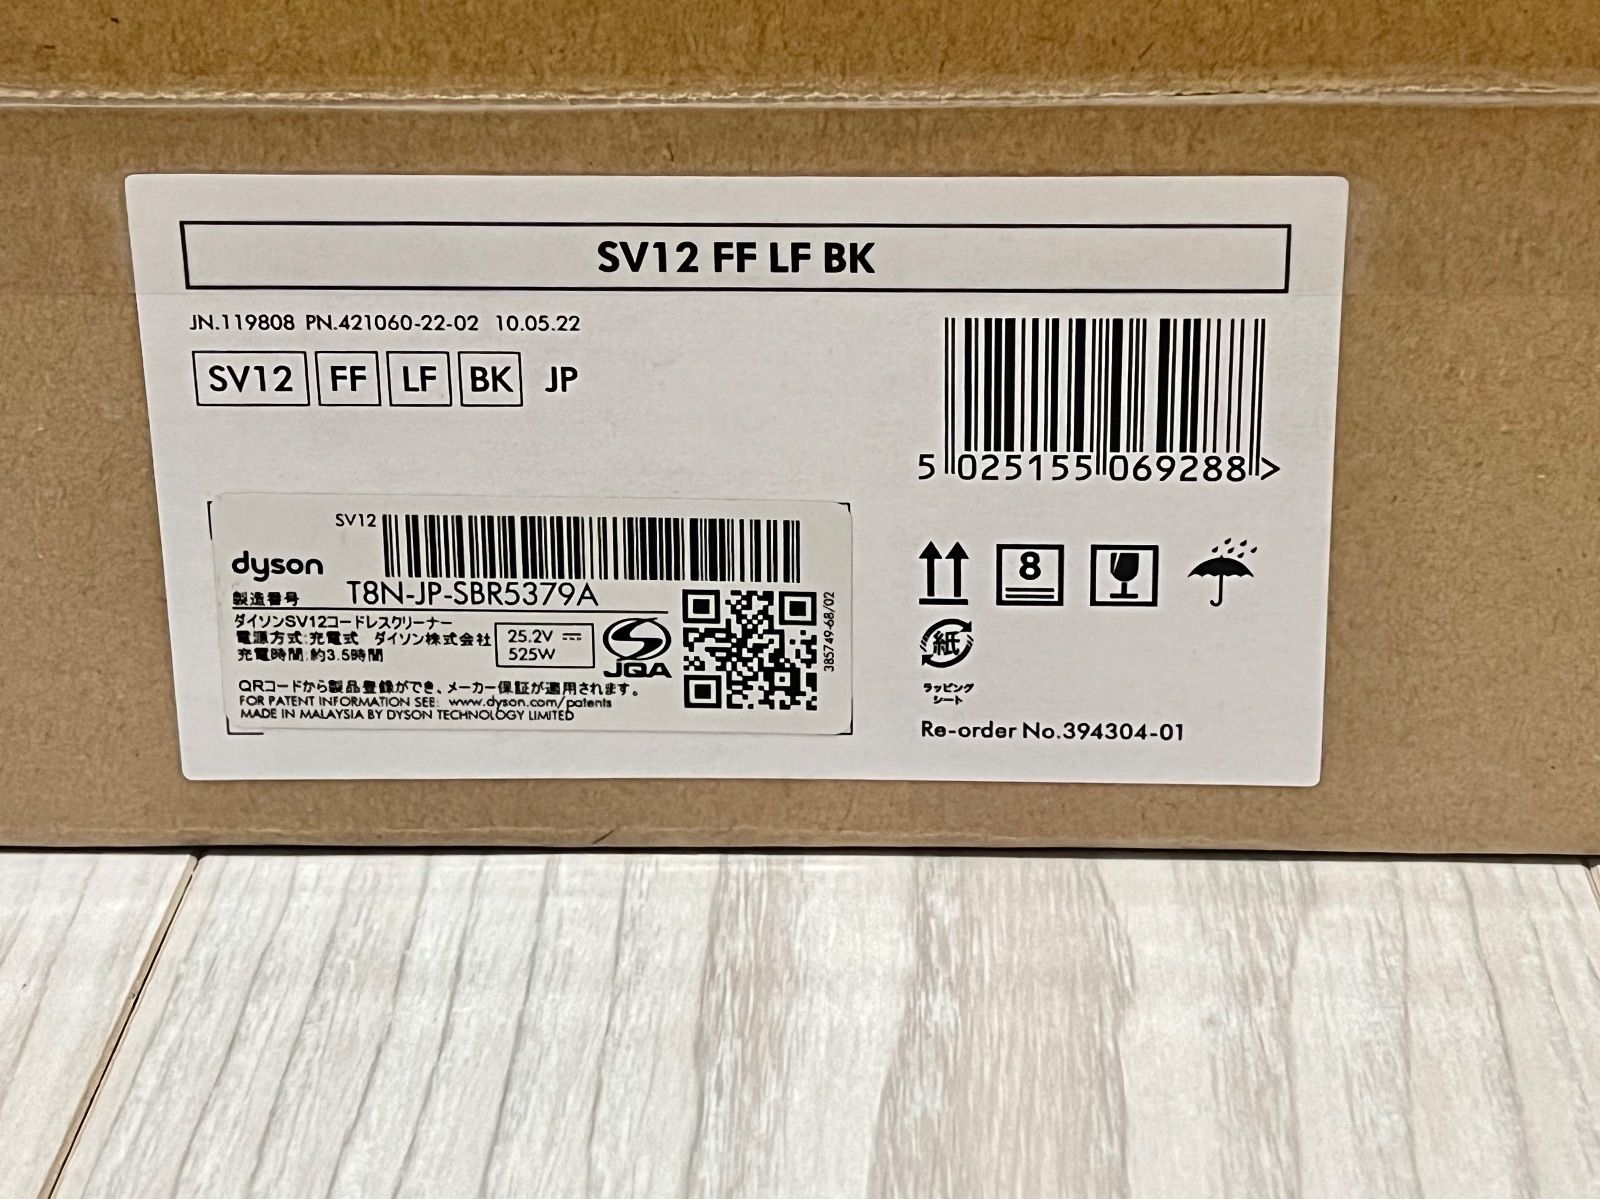 SV12 FF LF BK
JN.119808 PN.421060-22-02 10.05.22
SV12 FF LF BK JP
5 025155 069288 >
SV12
dyson
製造番号 T8N-JP-SBR5379A
ダイソンSV12コードレスクリーナー
電源方式:充電式 ダイソン株式会社
充電時間:約3.5時間
25.2V
525W
JQA
385749-68/02
QRコードから製品登録ができ、メーカー保証が適用されます。
FOR PATENT INFORMATION SEE: www.dyson.com/patents
MADE IN MALAYSIA BY DYSON TECHNOLOGY LIMITED
8
紙
ラッピング
シート
Re-order No.394304-01